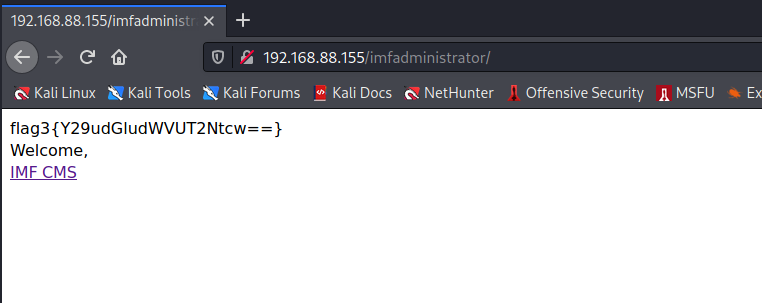 192.168.88.155/imfadministr
192.168.88.155/imfadministrator/
Kali Linux Kali Tools Kali Forums Kali Docs NetHunter Offensive Security MSFU Ex
flag3{Y29udGludWVUT2Ntcw==}
Welcome,
IMF CMS